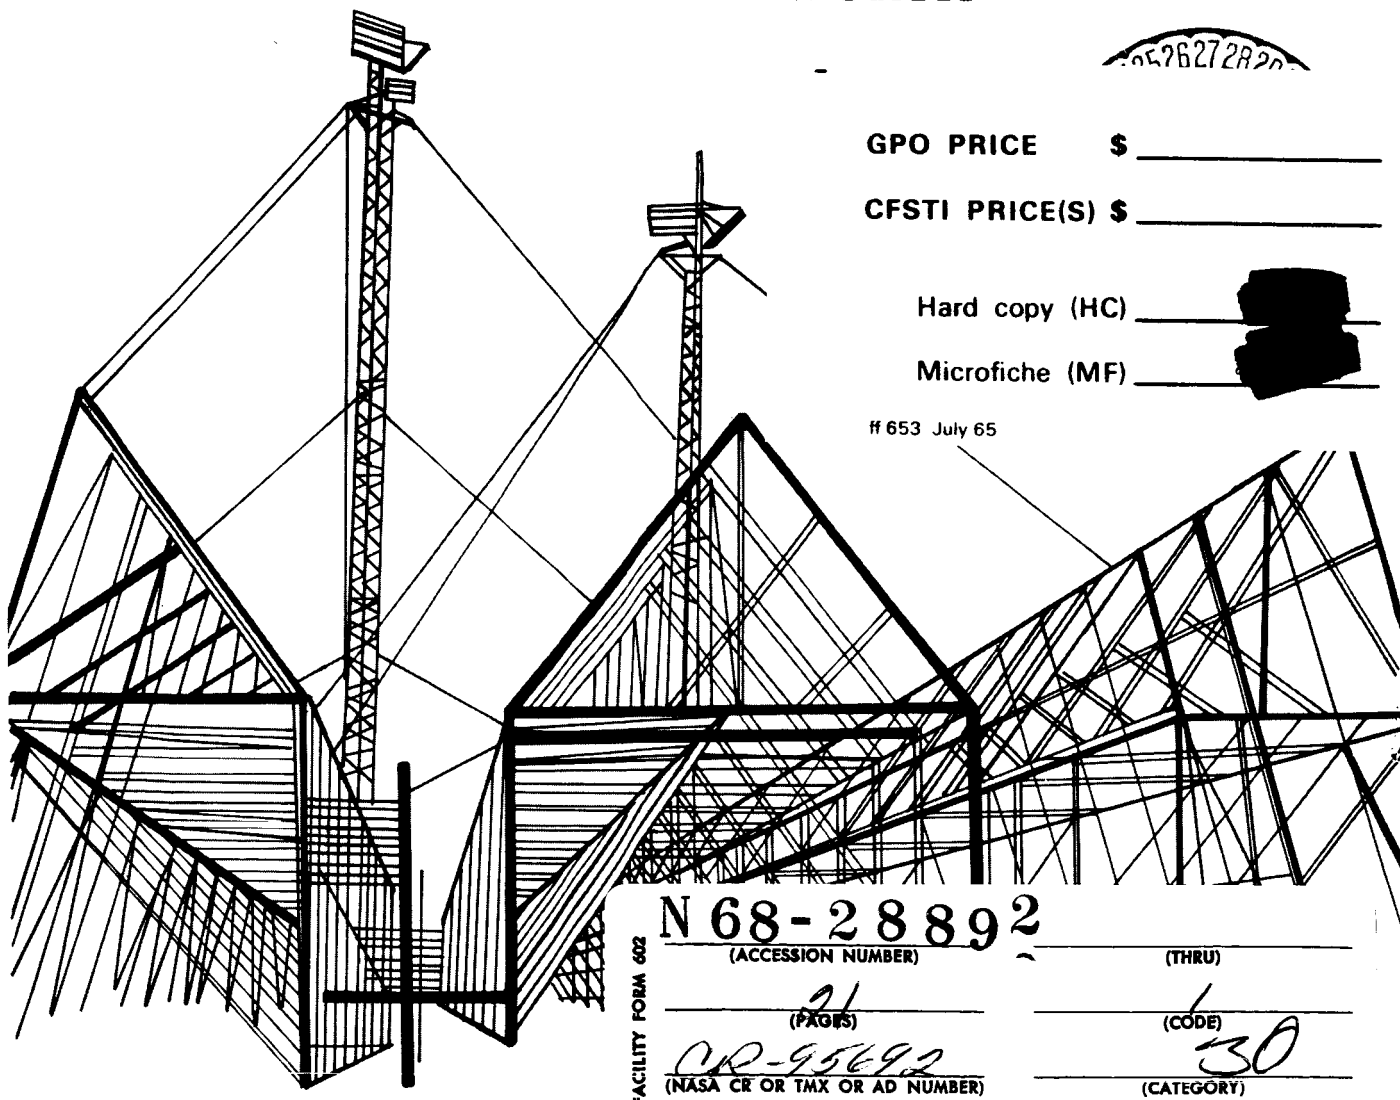 GPO PRICE $
CFSTI PRICE(S) $
Hard copy (HC)
Microfiche (MF)
ff 653 July 65
N 68-28892
(ACCESSION NUMBER)
(THRU)
21
(PAGES)
1
(CODE)
CR-95692
(NASA CR OR TMX OR AD NUMBER)
30
(CATEGORY)
FACILITY FORM 602